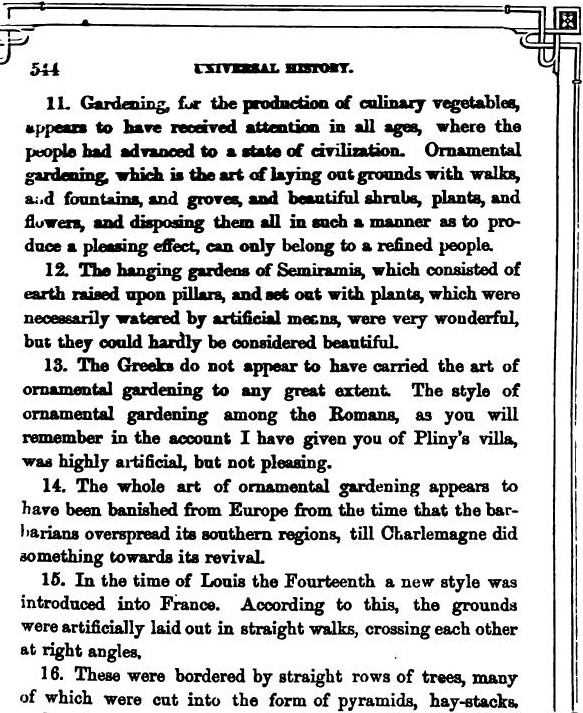 544
UNIVERSAL HISTORY.
11. Gardening, for the production of culinary vegetables,
appears to have received attention in all ages, where the
people had advanced to a state of civilization. Ornamental
gardening, which is the art of laying out grounds with walks,
and fountains, and groves, and beautiful shrubs, plants, and
flowers, and disposing them all in such a manner as to pro-
duce a pleasing effect, can only belong to a refined people.
12. The hanging gardens of Semiramis, which consisted of
earth raised upon pillars, and set out with plants, which were
necessarily watered by artificial means, were very wonderful,
but they could hardly be considered beautiful.
13. The Greeks do not appear to have carried the art of
ornamental gardening to any great extent. The style of
ornamental gardening among the Romans, as you will
remember in the account I have given you of Pliny's villa,
was highly artificial, but not pleasing.
14. The whole art of ornamental gardening appears to
have been banished from Europe from the time that the bar-
barians overspread its southern regions, till Charlemagne did
something towards its revival.
15. In the time of Louis the Fourteenth a new style was
introduced into France. According to this, the grounds
were artificially laid out in straight walks, crossing each other
at right angles.
16. These were bordered by straight rows of trees, many
of which were cut into the form of pyramids, hay-stacks,